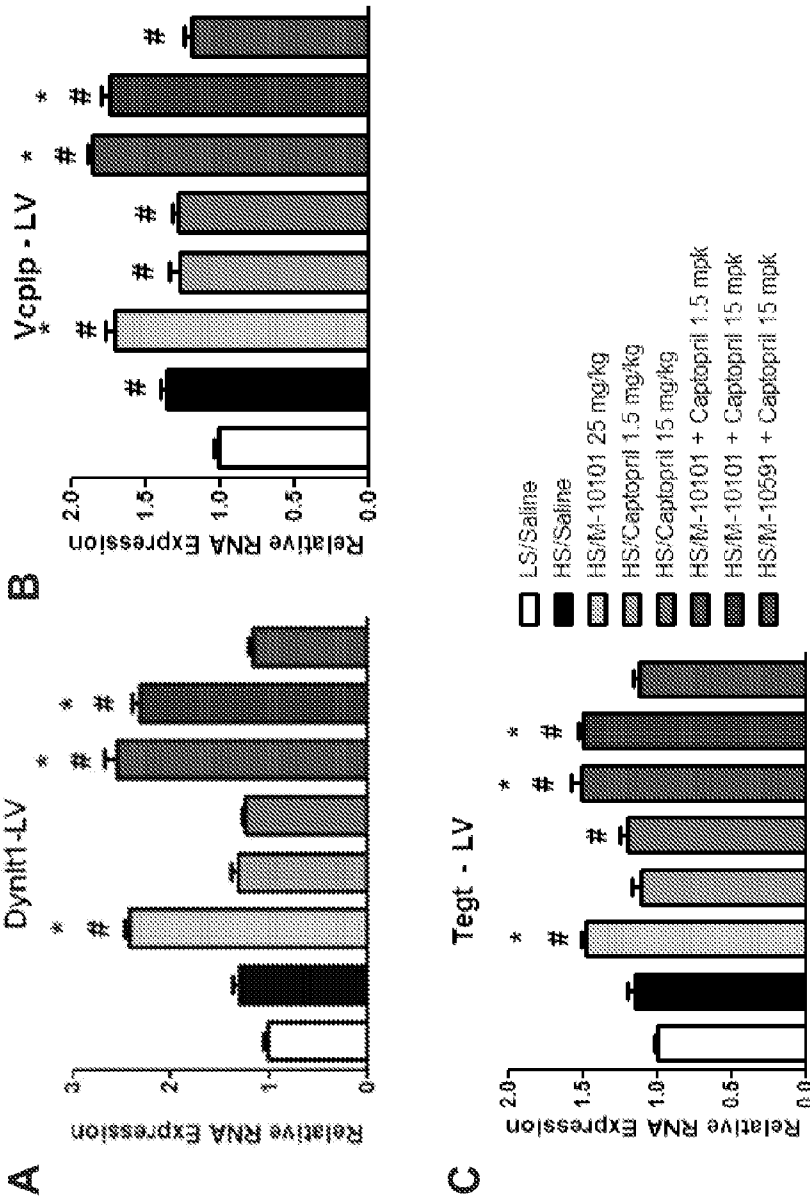 A
Dynlt1-LV
Relative RNA Expression
3
2
1
0
* #
* #
* #
B
Vcpip - LV
Relative RNA Expression
2.0
1.5
1.0
0.5
0.0
#
* #
#
#
* #
* #
#
C
Tegt - LV
Relative RNA Expression
2.0
1.5
1.0
0.5
0.0
* #
#
* #
* #
LS/Saline
HS/Saline
HS/M-10101 25 mg/kg
HS/Captopril 1.5 mg/kg
HS/Captopril 15 mg/kg
HS/M-10101 + Captopril 1.5 mpk
HS/M-10101 + Captopril 15 mpk
HS/M-10591 + Captopril 15 mpk